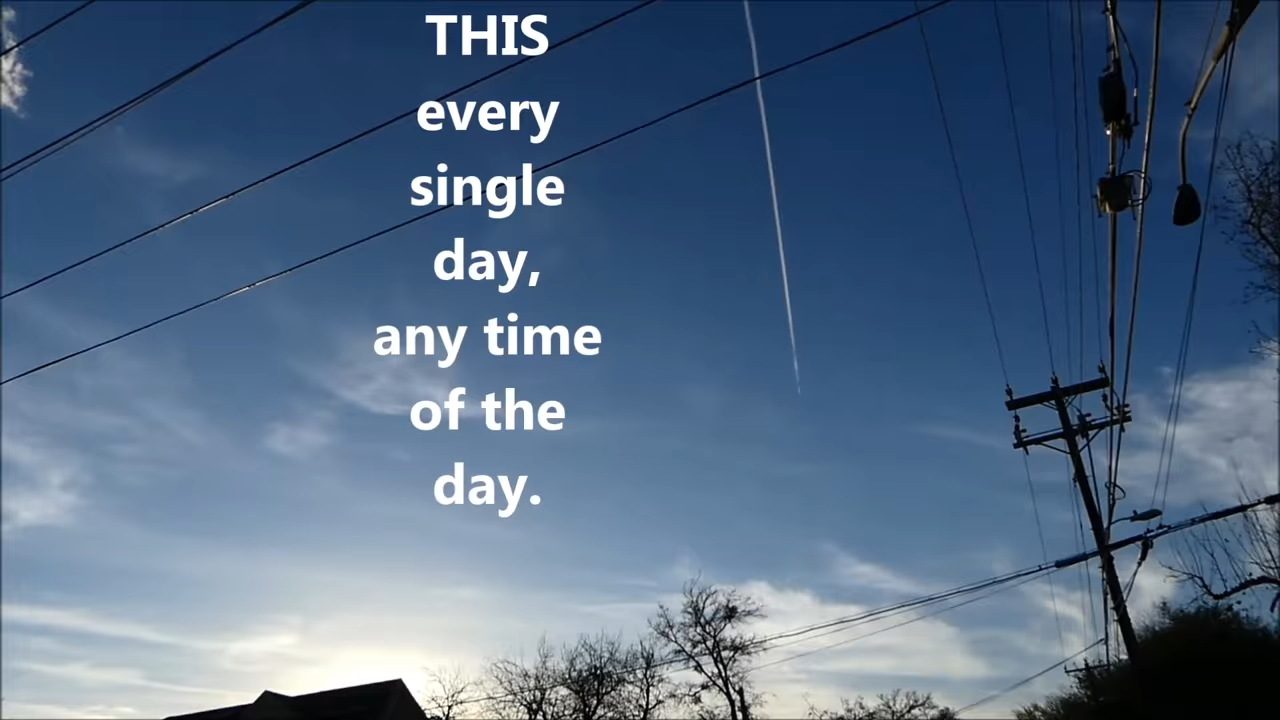 THIS
every
single
day,
any time
of the
day.